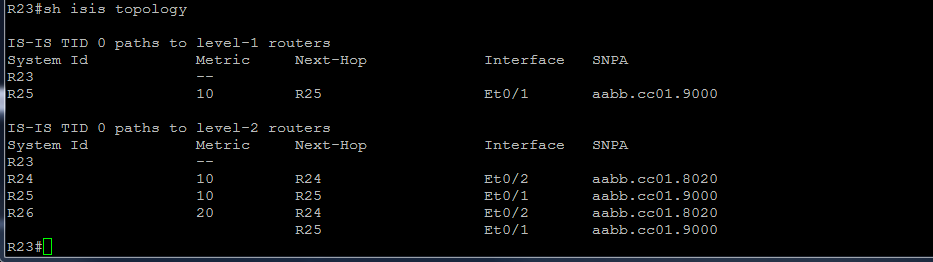 R23#sh isis topology
IS-IS TID 0 paths to level-1 routers
System Id Metric Next-Hop Interface SNPA
R23 --
R25 10 R25 Et0/1 aabb.cc01.9000
IS-IS TID 0 paths to level-2 routers
System Id Metric Next-Hop Interface SNPA
R23 --
R24 10 R24 Et0/2 aabb.cc01.8020
R25 10 R25 Et0/1 aabb.cc01.9000
R26 20 R24 Et0/2 aabb.cc01.8020
R25 Et0/1 aabb.cc01.9000
R23#